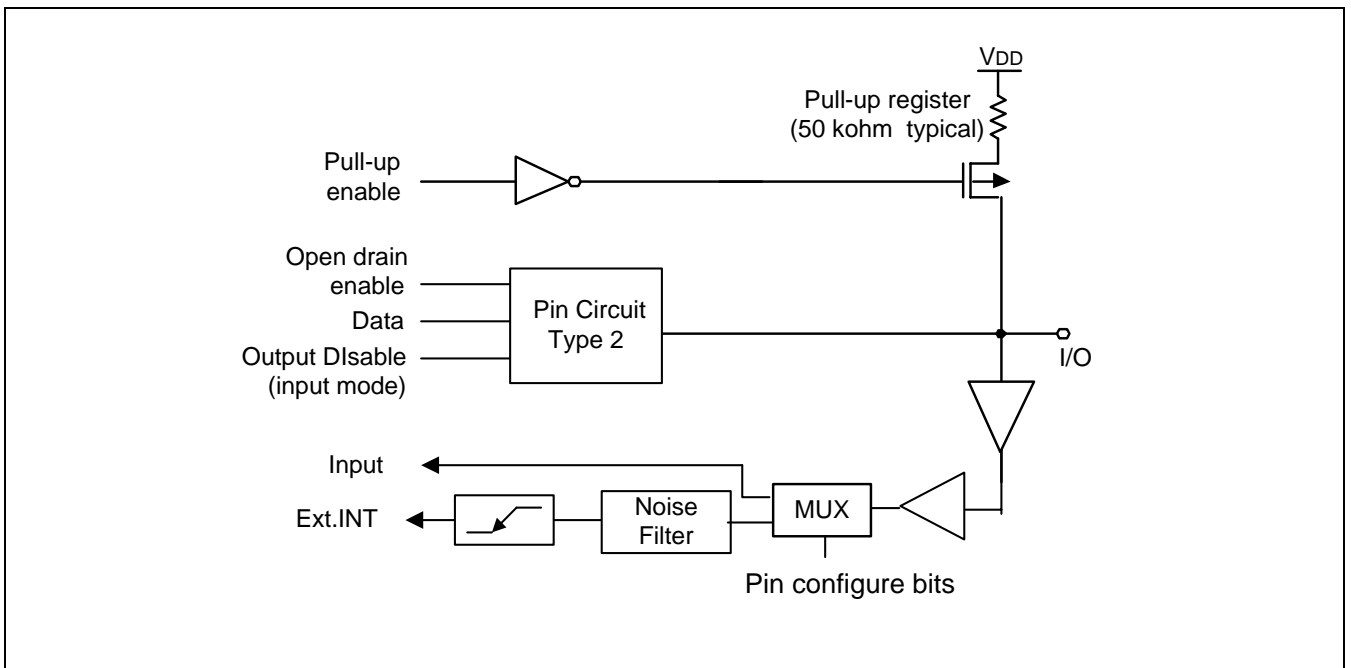 VDD
Pull-up register
(50 kohm typical)
Pull-up
enable
Open drain
enable
Data
Output DIsable
(input mode)
Pin Circuit
Type 2
I/O
Input
Ext.INT
Noise
Filter
MUX
Pin configure bits